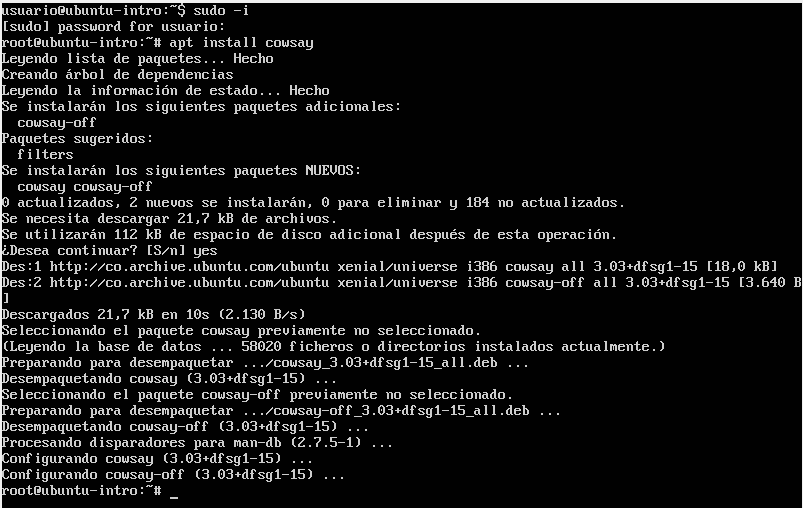 usuario@ubuntu-intro:~$ sudo -i
[sudo] password for usuario:
root@ubuntu-intro:~# apt install cowsay
Leyendo lista de paquetes... Hecho
Creando árbol de dependencias
Leyendo la información de estado... Hecho
Se instalarán los siguientes paquetes adicionales:
  cowsay-off
Paquetes sugeridos:
  filters
Se instalarán los siguientes paquetes NUEVOS:
  cowsay cowsay-off
0 actualizados, 2 nuevos se instalarán, 0 para eliminar y 184 no actualizados.
Se necesita descargar 21,7 kB de archivos.
Se utilizarán 112 kB de espacio de disco adicional después de esta operación.
¿Desea continuar? [S/n] yes
Des:1 http://co.archive.ubuntu.com/ubuntu xenial/universe i386 cowsay all 3.03+dfsg1-15 [18,0 kB]
Des:2 http://co.archive.ubuntu.com/ubuntu xenial/universe i386 cowsay-off all 3.03+dfsg1-15 [3.640 B
]
Descargados 21,7 kB en 10s (2.130 B/s)
Seleccionando el paquete cowsay previamente no seleccionado.
(Leyendo la base de datos ... 58020 ficheros o directorios instalados actualmente.)
Preparando para desempaquetar .../cowsay_3.03+dfsg1-15_all.deb ...
Desempaquetando cowsay (3.03+dfsg1-15) ...
Seleccionando el paquete cowsay-off previamente no seleccionado.
Preparando para desempaquetar .../cowsay-off_3.03+dfsg1-15_all.deb ...
Desempaquetando cowsay-off (3.03+dfsg1-15) ...
Procesando disparadores para man-db (2.7.5-1) ...
Configurando cowsay (3.03+dfsg1-15) ...
Configurando cowsay-off (3.03+dfsg1-15) ...
root@ubuntu-intro:~# _